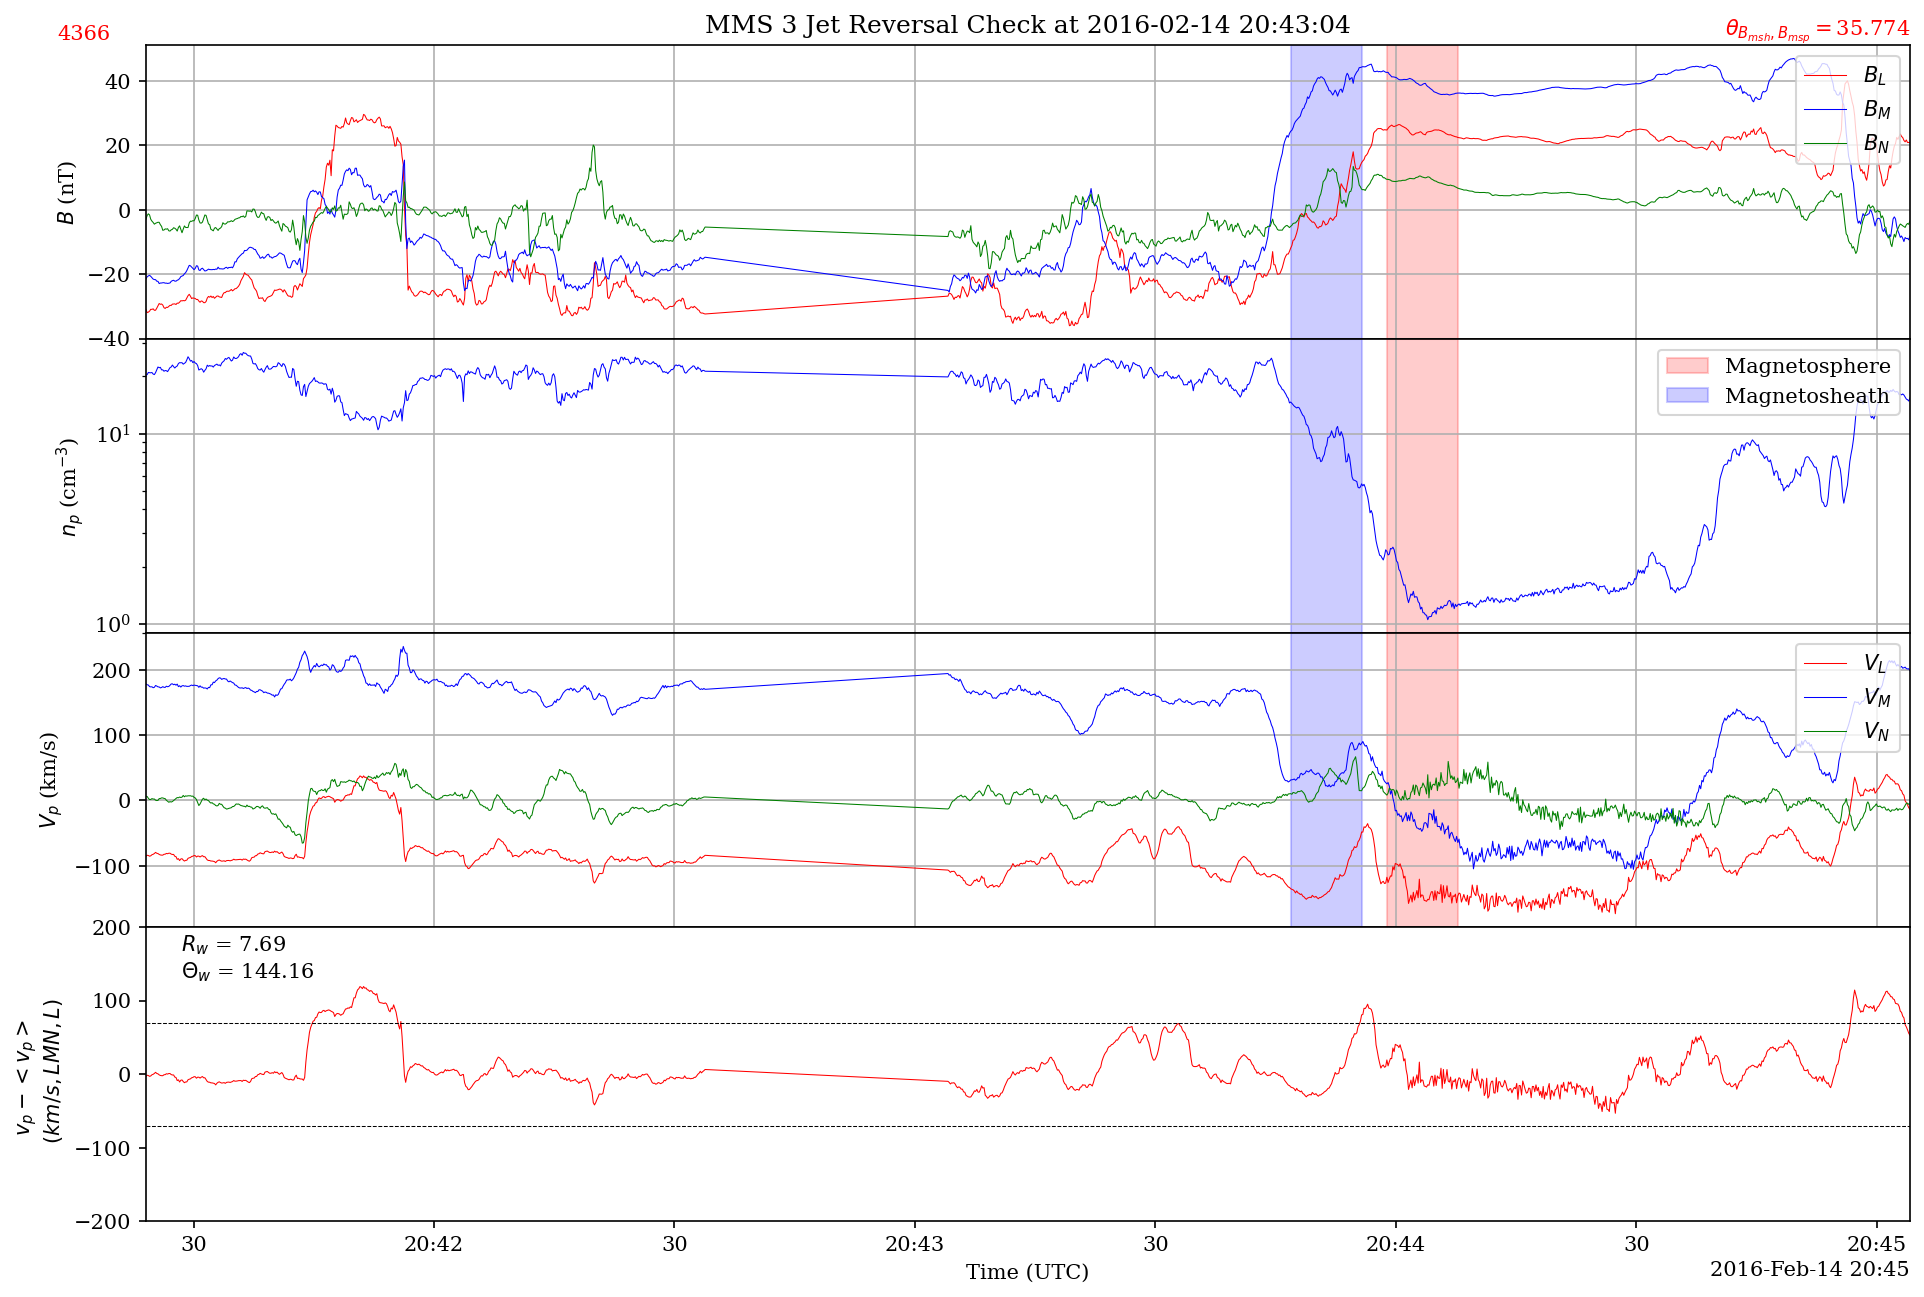 4366
MMS 3 Jet Reversal Check at 2016-02-14 20:43:04
θ_{B_{msh}, B_{msp}} = 35.774
B (nT)
40
20
0
−20
−40
B_L
B_M
B_N
n_p (cm^{−3})
10^1
10^0
Magnetosphere
Magnetosheath
V_p (km/s)
200
100
0
−100
V_L
V_M
V_N
v_p − <v_p>
(km/s, LMN, L)
200
100
0
−100
−200
R_w = 7.69
Θ_w = 144.16
30
20:42
30
20:43
30
20:44
30
20:45
Time (UTC)
2016-Feb-14 20:45